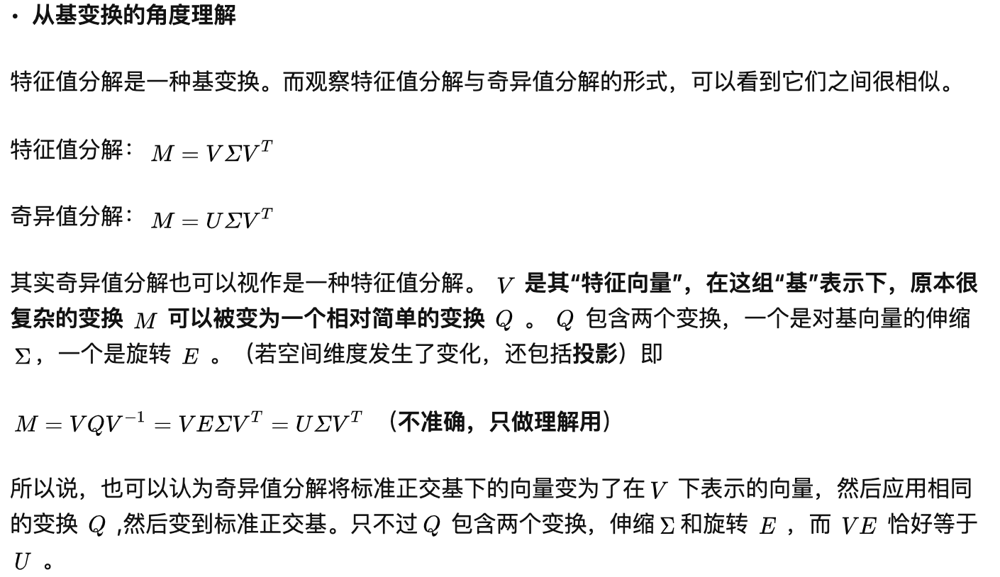 · 从基变换的角度理解
特征值分解是一种基变换。而观察特征值分解与奇异值分解的形式，可以看到它们之间很相似。
特征值分解： M = VΣV^T
奇异值分解： M = UΣV^T
其实奇异值分解也可以视作是一种特征值分解。 V 是其“特征向量”，在这组“基”表示下，原本很
复杂的变换 M 可以被变为一个相对简单的变换 Q 。 Q 包含两个变换，一个是对基向量的伸缩
Σ，一个是旋转 E 。（若空间维度发生了变化，还包括投影）即
M = VQV^{-1} = VEΣV^T = UΣV^T （不准确，只做理解用）
所以说，也可以认为奇异值分解将标准正交基下的向量变为了在 V 下表示的向量，然后应用相同
的变换 Q ,然后变到标准正交基。只不过 Q 包含两个变换，伸缩 Σ 和旋转 E ，而 VE 恰好等于
U 。